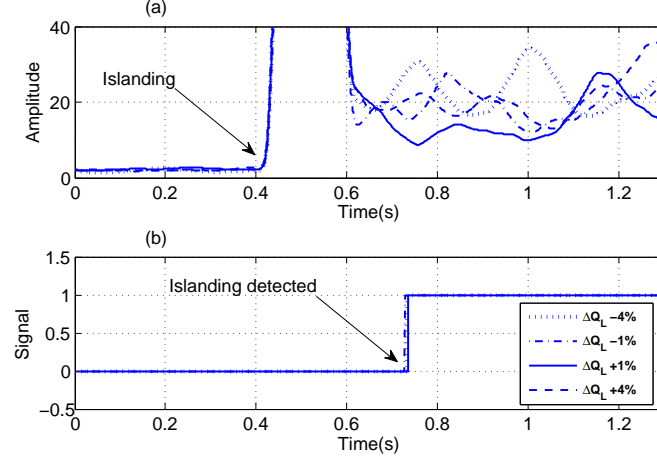 (a)
40
20
0
Amplitude
Islanding
0 0.2 0.4 0.6 0.8 1 1.2
Time(s)
(b)
1.5
1
0.5
0
−0.5
Signal
Islanding detected
ΔQL −4%
ΔQL −1%
ΔQL +1%
ΔQL +4%
0 0.2 0.4 0.6 0.8 1 1.2
Time(s)